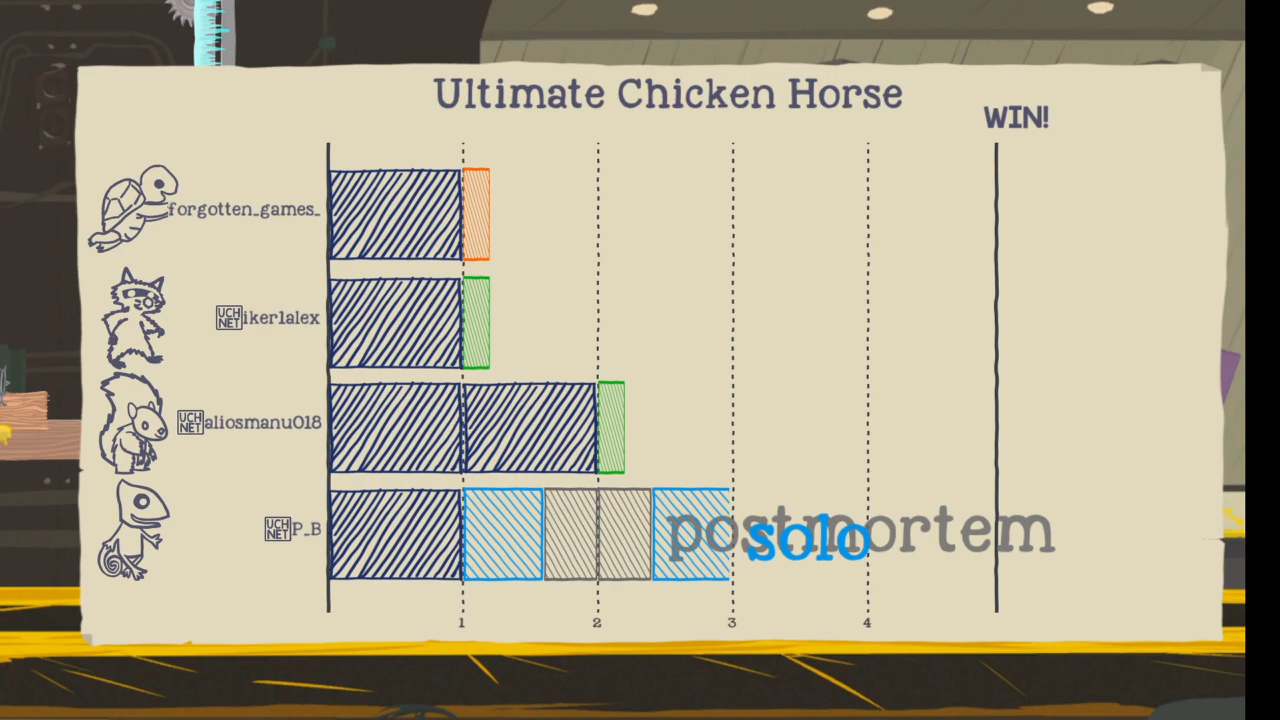 Ultimate Chicken Horse
WIN!
forgotten_games_
UCH NET iker1alex
UCH NET aliosmanu018
UCH NET P_B
postmortem
solo
1 2 3 4